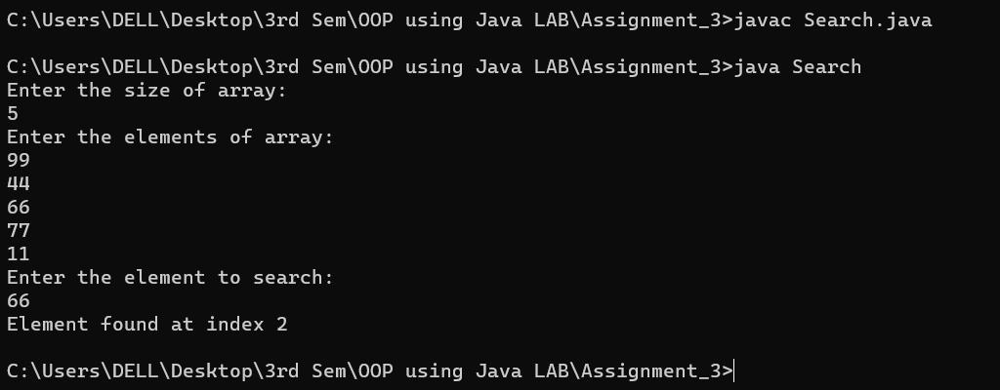 C:\Users\DELL\Desktop\3rd Sem\OOP using Java LAB\Assignment_3>javac Search.java
C:\Users\DELL\Desktop\3rd Sem\OOP using Java LAB\Assignment_3>java Search
Enter the size of array:
5
Enter the elements of array:
99
44
66
77
11
Enter the element to search:
66
Element found at index 2
C:\Users\DELL\Desktop\3rd Sem\OOP using Java LAB\Assignment_3>